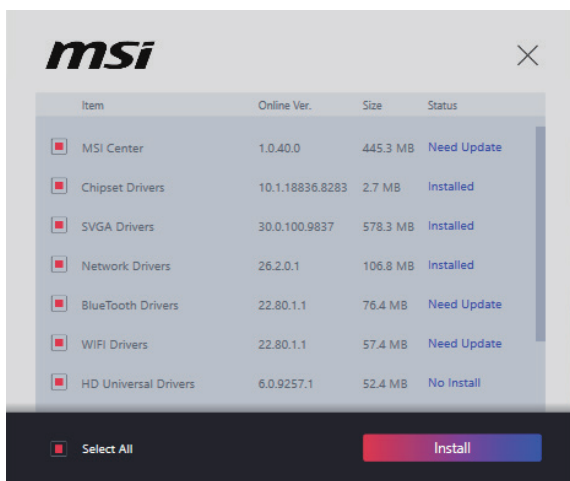 msi
Item Online Ver. Size Status
MSI Center 1.0.40.0 445.3 MB Need Update
Chipset Drivers 10.1.18836.8283 2.7 MB Installed
SVGA Drivers 30.0.100.9837 578.3 MB Installed
Network Drivers 26.2.0.1 106.8 MB Installed
BlueTooth Drivers 22.80.1.1 76.4 MB Need Update
WIFI Drivers 22.80.1.1 57.4 MB Need Update
HD Universal Drivers 6.0.9257.1 52.4 MB No Install
Select All Install